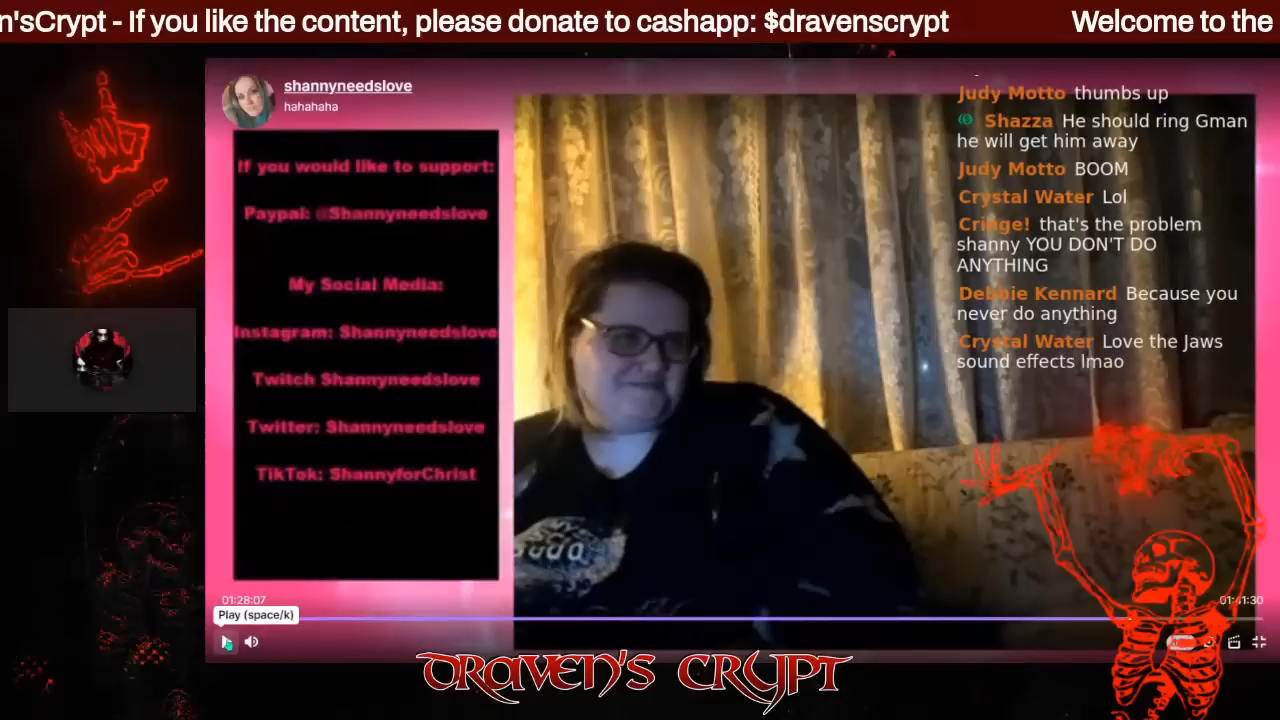 n'sCrypt - If you like the content, please donate to cashapp: $dravenscrypt
Welcome to the
shannyneedslove
hahahaha
If you would like to support:
Paypal: @Shannyneedslove
My Social Media:
Instagram: Shannyneedslove
Twitch Shannyneedslove
Twitter: Shannyneedslove
TikTok: ShannyforChrist
Judy Motto thumbs up
Shazza He should ring Gman
he will get him away
Judy Motto BOOM
Crystal Water Lol
Cringe! that's the problem
shanny YOU DON'T DO
ANYTHING
Debbie Kennard Because you
never do anything
Crystal Water Love the Jaws
sound effects lmao
01:28:07
01:41:30
Play (space/k)
DRAVEN'S CRYPT